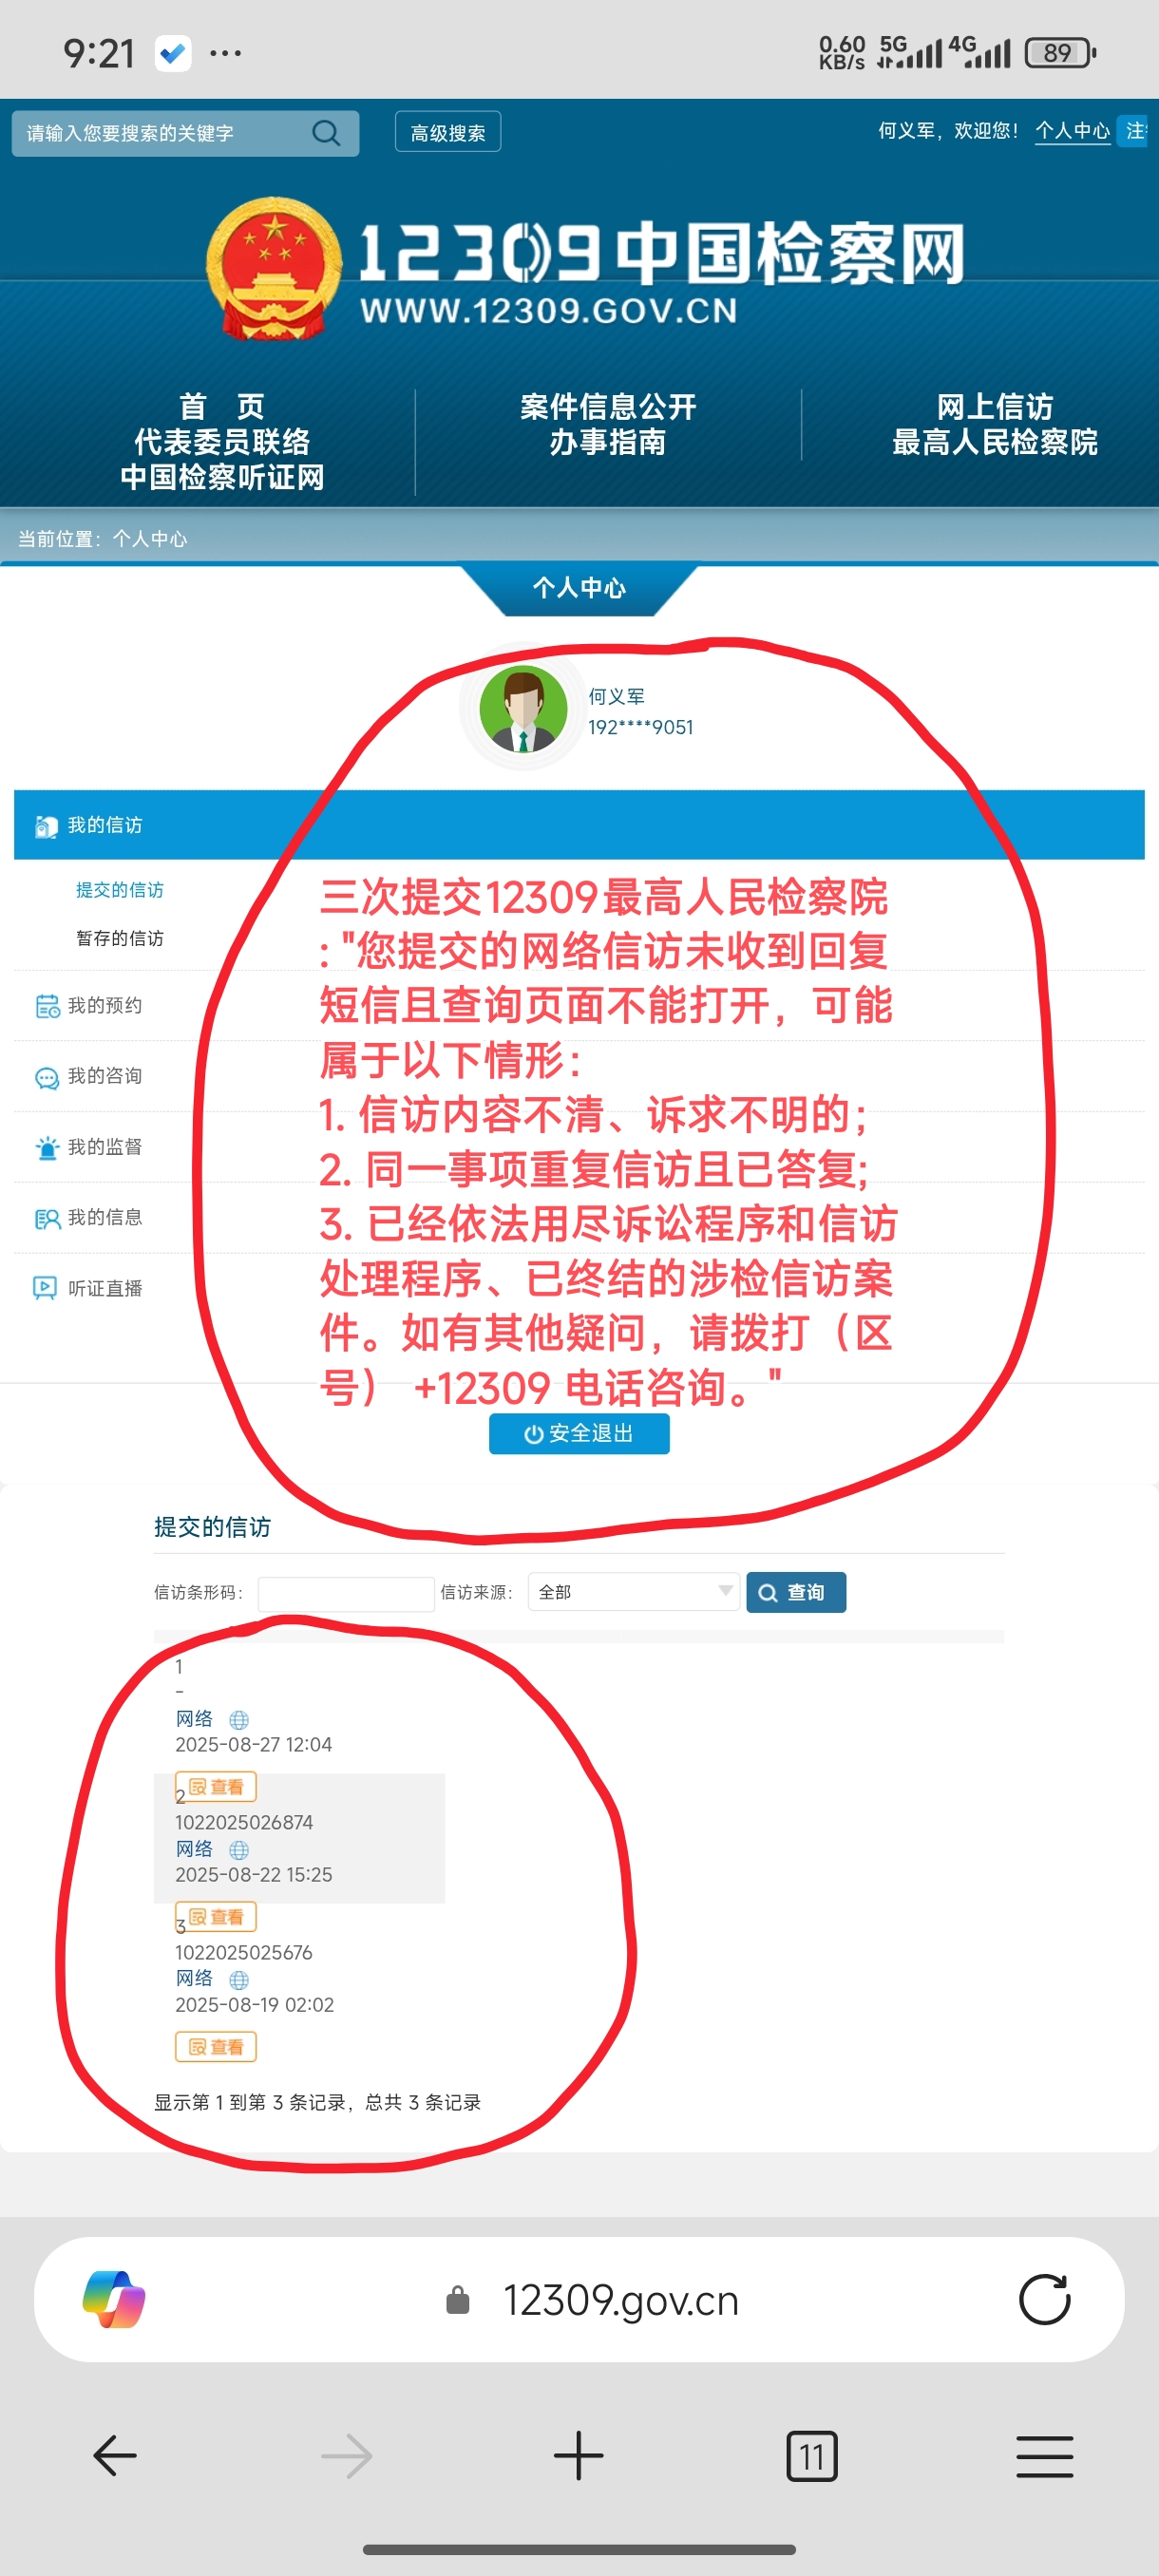 9:21
0.60 KB/s 5G 4G 89
请输入您要搜索的关键字
高级搜索
何义军，欢迎您！ 个人中心
12309中国检察网
WWW.12309.GOV.CN
首 页
代表委员联络
中国检察听证网
案件信息公开
办事指南
网上信访
最高人民检察院
当前位置：个人中心
个人中心
何义军
192****9051
我的信访
提交的信访
暂存的信访
我的预约
我的咨询
我的监督
我的信息
听证直播
三次提交12309最高人民检察院
："您提交的网络信访未收到回复
短信且查询页面不能打开，可能
属于以下情形：
1. 信访内容不清、诉求不明的；
2. 同一事项重复信访且已答复；
3. 已经依法用尽诉讼程序和信访
处理程序、已终结的涉检信访案
件。如有其他疑问，请拨打（区
号） +12309 电话咨询。"
安全退出
提交的信访
信访条形码： 信访来源： 全部 查询
1
-
网络
2025-08-27 12:04
查看
2
1022025026874
网络
2025-08-22 15:25
查看
3
1022025025676
网络
2025-08-19 02:02
查看
显示第 1 到第 3 条记录，总共 3 条记录
12309.gov.cn
11